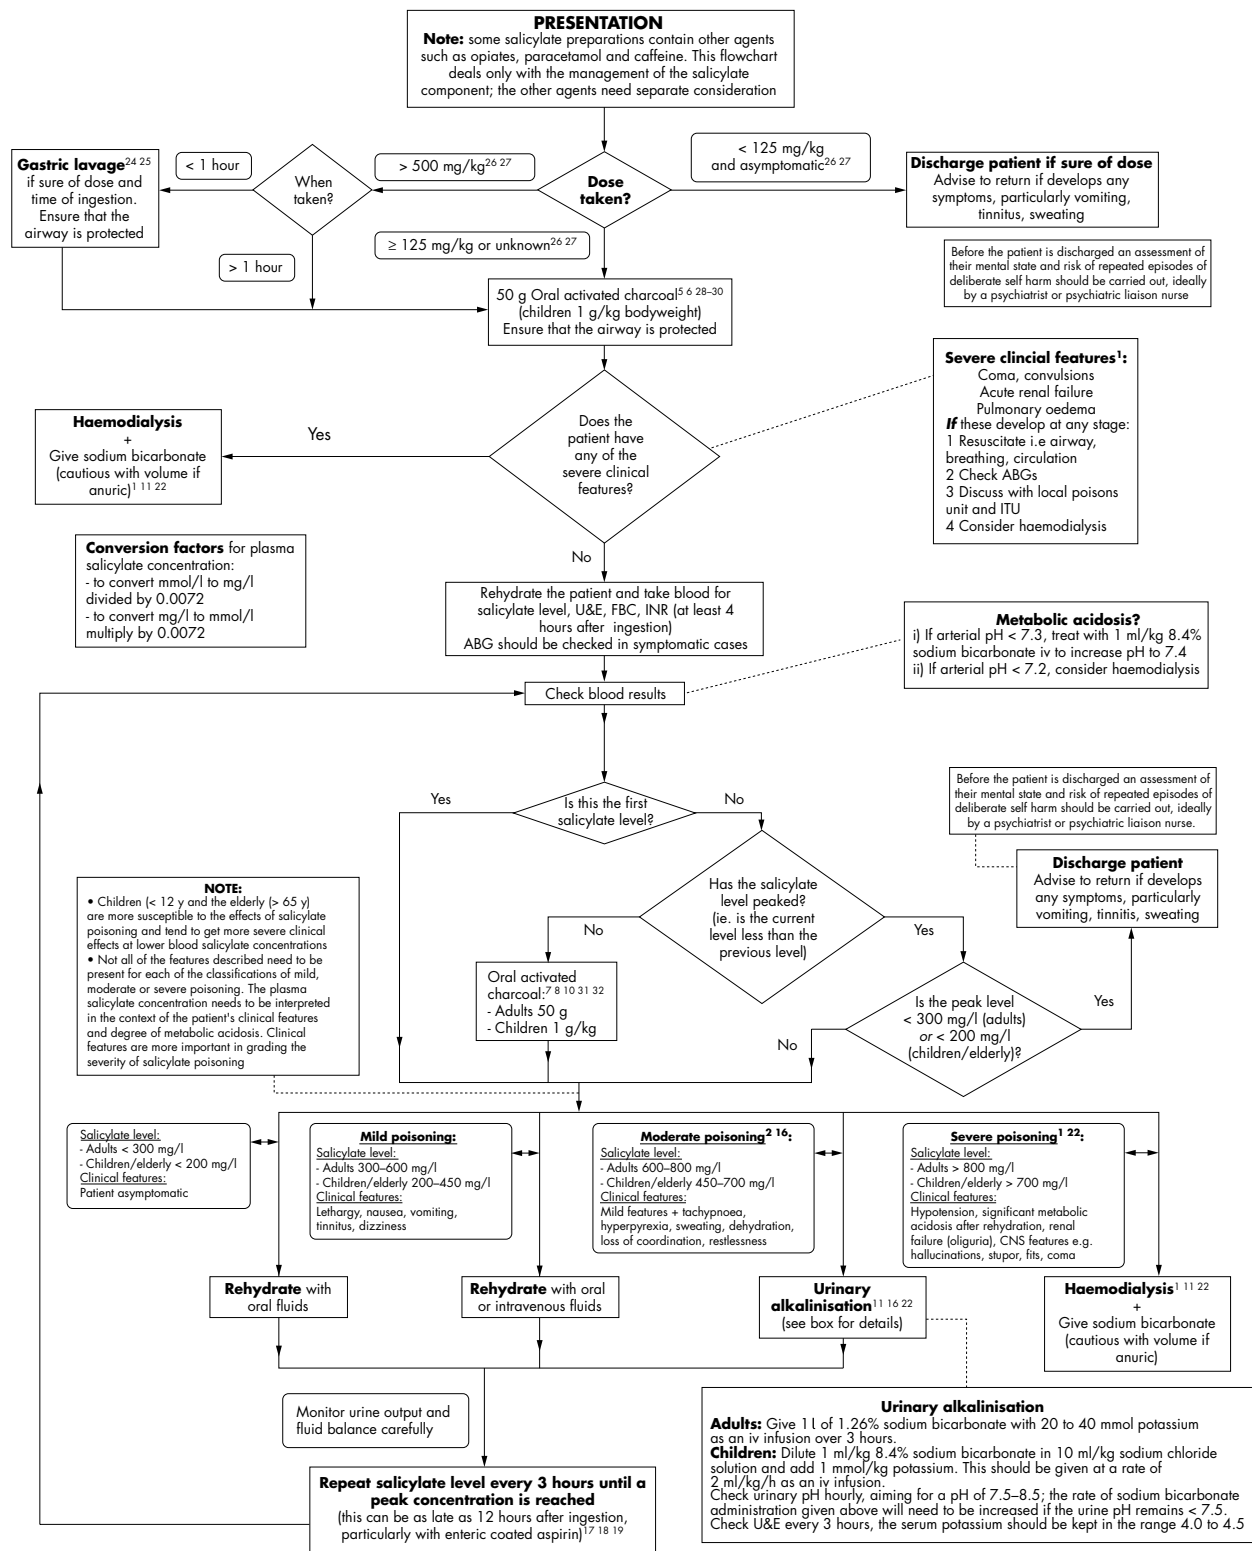 PRESENTATION
Note: some salicylate preparations contain other agents
such as opiates, paracetamol and caffeine. This flowchart
deals only with the management of the salicylate
component; the other agents need separate consideration
Gastric lavage24 25
if sure of dose and
time of ingestion.
Ensure that the
airway is protected
< 1 hour
When
taken?
> 500 mg/kg26 27
Dose
taken?
< 125 mg/kg
and asymptomatic26 27
Discharge patient if sure of dose
Advise to return if develops any
symptoms, particularly vomiting,
tinnitus, sweating
≥ 125 mg/kg or unknown26 27
> 1 hour
Before the patient is discharged an assessment of
their mental state and risk of repeated episodes of
deliberate self harm should be carried out, ideally
by a psychiatrist or psychiatric liaison nurse
50 g Oral activated charcoal5 6 28–30
(children 1 g/kg bodyweight)
Ensure that the airway is protected
Severe clincial features1:
Coma, convulsions
Acute renal failure
Pulmonary oedema
If these develop at any stage:
1 Resuscitate i.e airway,
breathing, circulation
2 Check ABGs
3 Discuss with local poisons
unit and ITU
4 Consider haemodialysis
Does the
patient have
any of the
severe clinical
features?
Yes
Haemodialysis
+
Give sodium bicarbonate
(cautious with volume if
anuric)1 11 22
No
Conversion factors for plasma
salicylate concentration:
- to convert mmol/l to mg/l
divided by 0.0072
- to convert mg/l to mmol/l
multiply by 0.0072
Rehydrate the patient and take blood for
salicylate level, U&E, FBC, INR (at least 4
hours after ingestion)
ABG should be checked in symptomatic cases
Metabolic acidosis?
i) If arterial pH < 7.3, treat with 1 ml/kg 8.4%
sodium bicarbonate iv to increase pH to 7.4
ii) If arterial pH < 7.2, consider haemodialysis
Check blood results
Is this the first
salicylate level?
Yes
No
Before the patient is discharged an assessment of
their mental state and risk of repeated episodes of
deliberate self harm should be carried out, ideally
by a psychiatrist or psychiatric liaison nurse.
Discharge patient
Advise to return if develops
any symptoms, particularly
vomiting, tinnitis, sweating
Has the salicylate
level peaked?
(ie. is the current
level less than the
previous level)
No
Yes
NOTE:
• Children (< 12 y and the elderly (> 65 y)
are more susceptible to the effects of salicylate
poisoning and tend to get more severe clinical
effects at lower blood salicylate concentrations
• Not all of the features described need to be
present for each of the classifications of mild,
moderate or severe poisoning. The plasma
salicylate concentration needs to be interpreted
in the context of the patient's clinical features
and degree of metabolic acidosis. Clinical
features are more important in grading the
severity of salicylate poisoning
Oral activated
charcoal:7 8 10 31 32
- Adults 50 g
- Children 1 g/kg
Is the peak level
< 300 mg/l (adults)
or < 200 mg/l
(children/elderly)?
Yes
No
Salicylate level:
- Adults < 300 mg/l
- Children/elderly < 200 mg/l
Clinical features:
Patient asymptomatic
Mild poisoning:
Salicylate level:
- Adults 300–600 mg/l
- Children/elderly 200–450 mg/l
Clinical features:
Lethargy, nausea, vomiting,
tinnitus, dizziness
Moderate poisoning2 16:
Salicylate level:
- Adults 600–800 mg/l
- Children/elderly 450–700 mg/l
Clinical features:
Mild features + tachypnoea,
hyperpyrexia, sweating, dehydration,
loss of coordination, restlessness
Severe poisoning1 22:
Salicylate level:
- Adults > 800 mg/l
- Children/elderly > 700 mg/l
Clinical features:
Hypotension, significant metabolic
acidosis after rehydration, renal
failure (oliguria), CNS features e.g.
hallucinations, stupor, fits, coma
Rehydrate with
oral fluids
Rehydrate with oral
or intravenous fluids
Urinary
alkalinisation11 16 22
(see box for details)
Haemodialysis1 11 22
+
Give sodium bicarbonate
(cautious with volume if
anuric)
Monitor urine output and
fluid balance carefully
Repeat salicylate level every 3 hours until a
peak concentration is reached
(this can be as late as 12 hours after ingestion,
particularly with enteric coated aspirin)17 18 19
Urinary alkalinisation
Adults: Give 1 l of 1.26% sodium bicarbonate with 20 to 40 mmol potassium
as an iv infusion over 3 hours.
Children: Dilute 1 ml/kg 8.4% sodium bicarbonate in 10 ml/kg sodium chloride
solution and add 1 mmol/kg potassium. This should be given at a rate of
2 ml/kg/h as an iv infusion.
Check urinary pH hourly, aiming for a pH of 7.5–8.5; the rate of sodium bicarbonate
administration given above will need to be increased if the urine pH remains < 7.5.
Check U&E every 3 hours, the serum potassium should be kept in the range 4.0 to 4.5